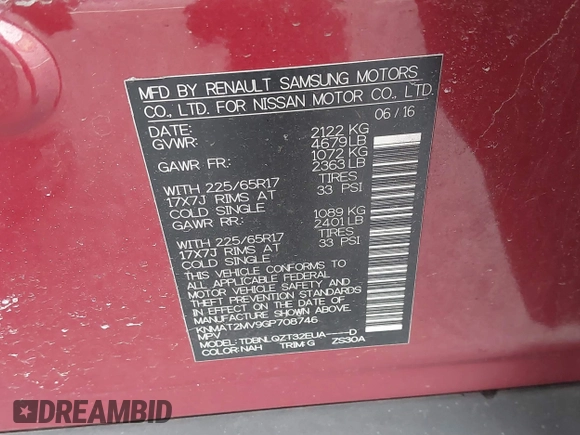 MFD BY RENAULT SAMSUNG MOTORS
CO., LTD. FOR NISSAN MOTOR CO., LTD.
06 / 16
DATE:
GVWR: 2122 KG
4679 LB
GAWR FR: 1072 KG
2363 LB
WITH 225/65R17 TIRES
17X7J RIMS AT 33 PSI
COLD SINGLE
GAWR RR: 1089 KG
2401 LB
WITH 225/65R17 TIRES
17X7J RIMS AT 33 PSI
COLD SINGLE
THIS VEHICLE CONFORMS TO
ALL APPLICABLE FEDERAL
MOTOR VEHICLE SAFETY AND
THEFT PREVENTION STANDARDS
IN EFFECT ON THE DATE OF
MANUFACTURE SHOWN ABOVE.
KNMAT2MV9GP708746
MPV
MODEL: TDBNLQZT32EUA----D
COLOR: NAH TRIM: G ZS30A
DREAMBID